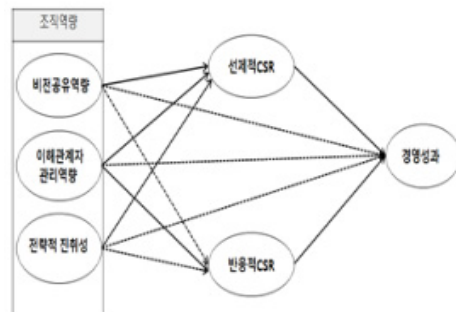 조직역량
비전공유역량
이해관계자
관리역량
전략적 진취성
선제적CSR
반응적CSR
경영성과